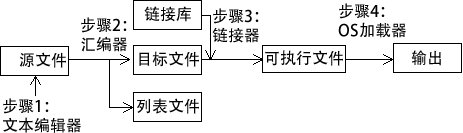 步骤2：
汇编器
链接库
步骤3：
链接器
步骤4：
OS加载器
源文件
目标文件
可执行文件
输出
步骤1：
文本编辑器
列表文件